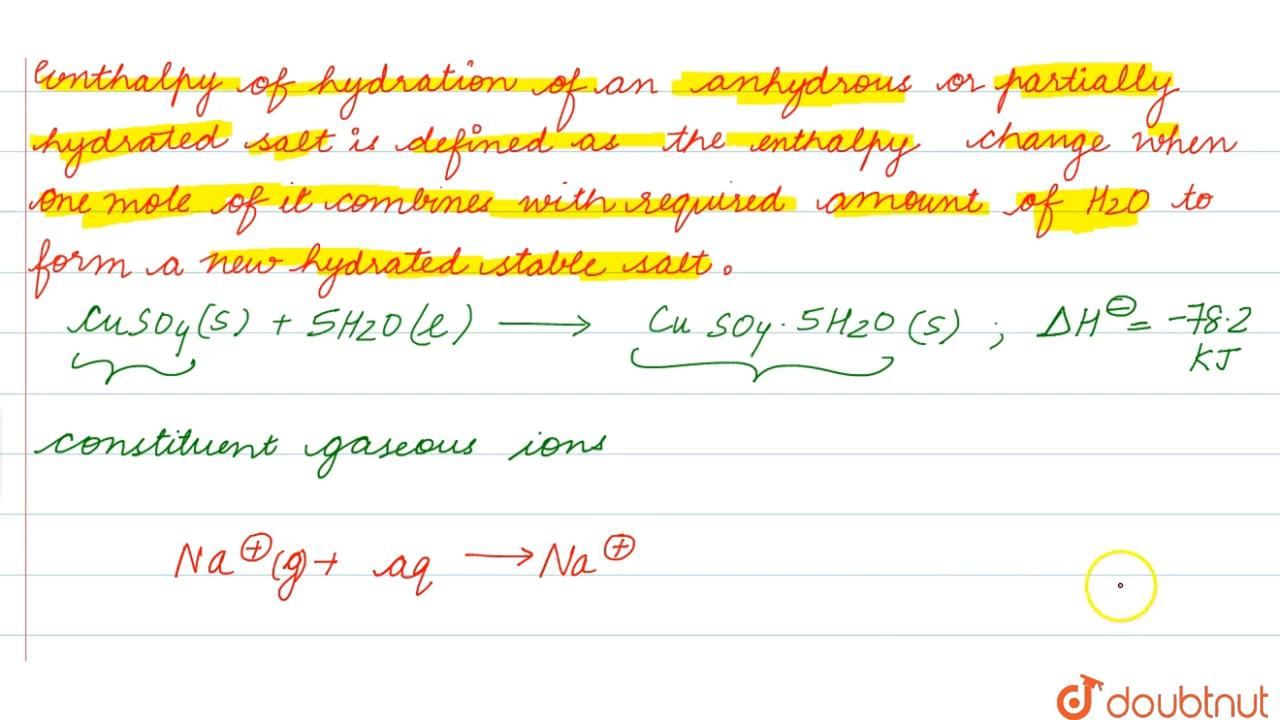 Enthalpy of hydration of an anhydrous or partially
hydrated salt is defined as the enthalpy change when
one mole of it combines with required amount of H2O to
form a new hydrated stable salt.
CuSO4(s) + 5H2O(l) ⟶ CuSO4·5H2O(s) ; ΔH⊖ = -78.2
KJ
constituent gaseous ions
Na⊕(g) + aq ⟶ Na⊕
doubtnut